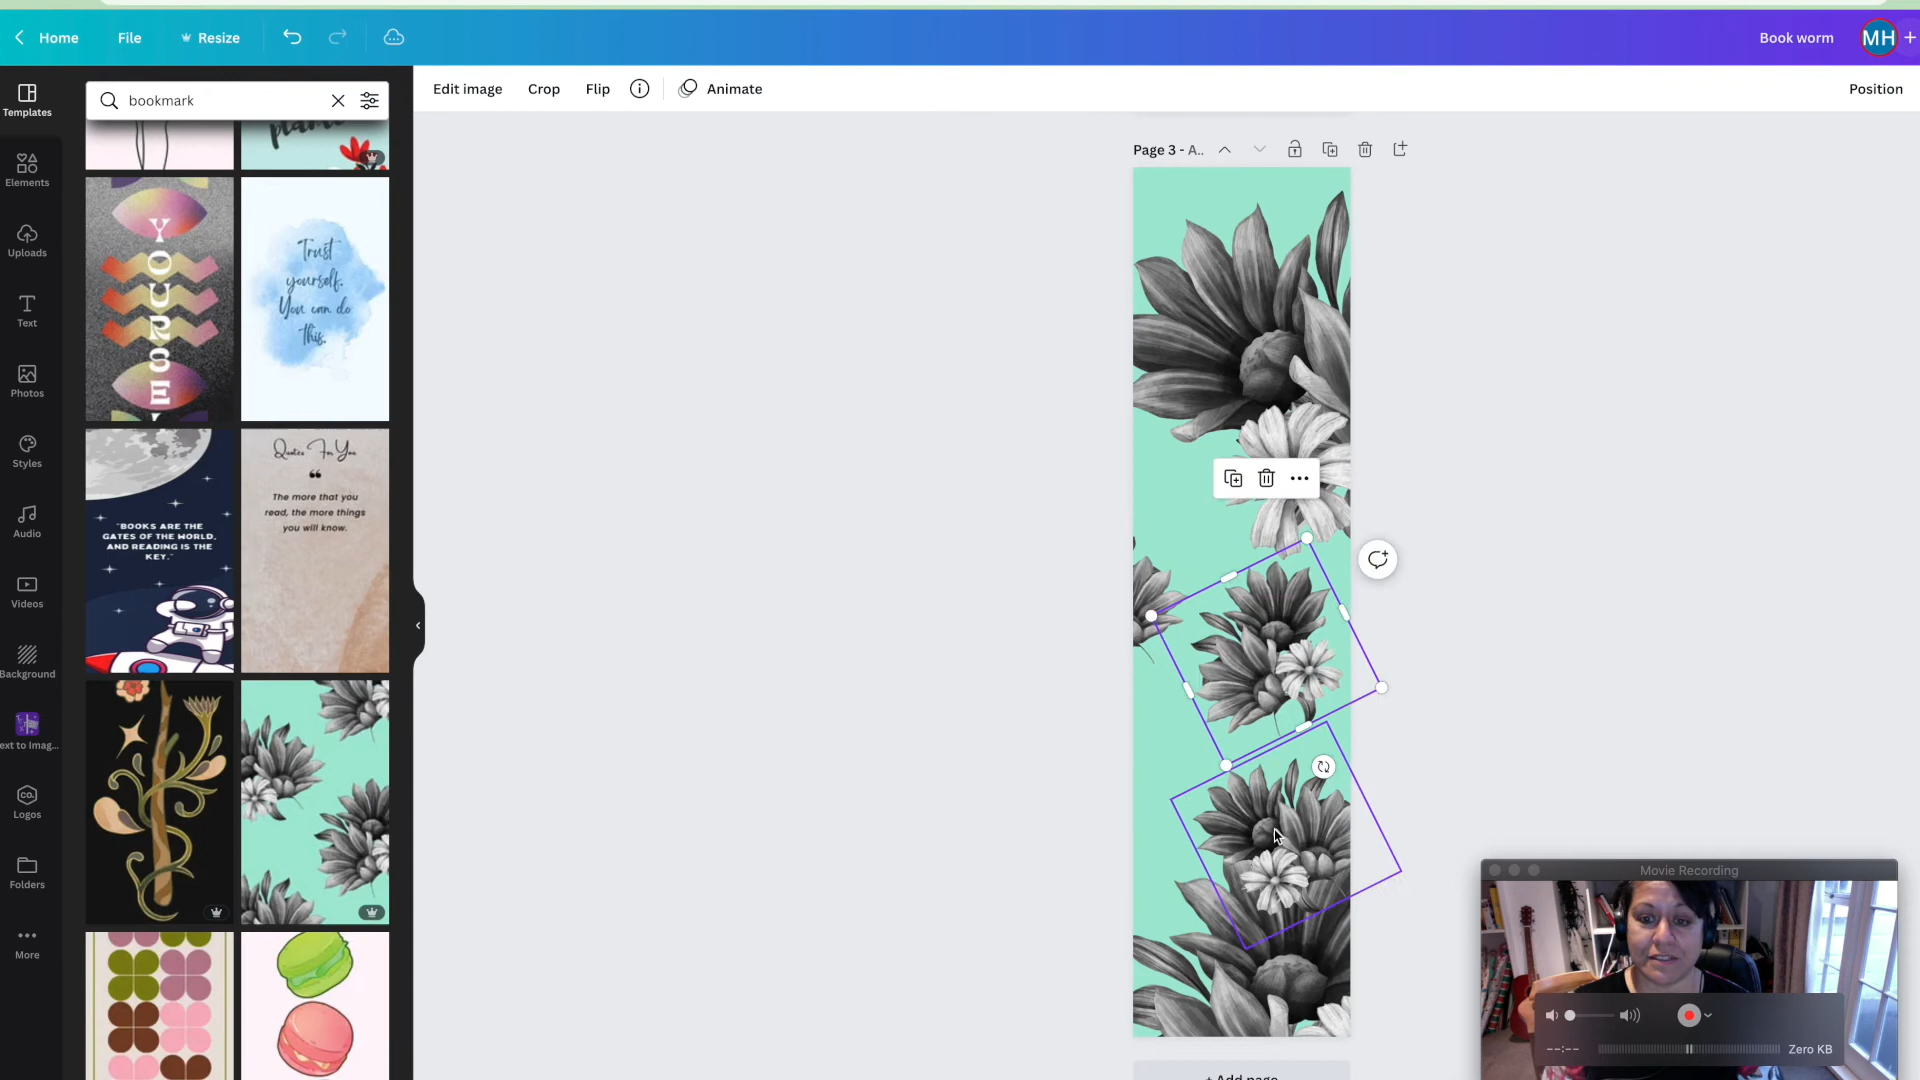 Home
File
Resize
Book worm
MH
Templates
bookmark
Edit image
Crop
Flip
Animate
Position
Elements
Uploads
Text
Photos
Styles
Audio
Videos
Background
ext to Imag...
Logos
co.
Folders
More
YOURSE
Trust
yourself.
You can do
this.
"BOOKS ARE THE
GATES OF THE WORLD,
AND READING IS THE
KEY."
Quotes For You
The more that you
read, the more things
you will know.
Page 3 - A..
+ Add page
Movie Recording
--:--
Zero KB